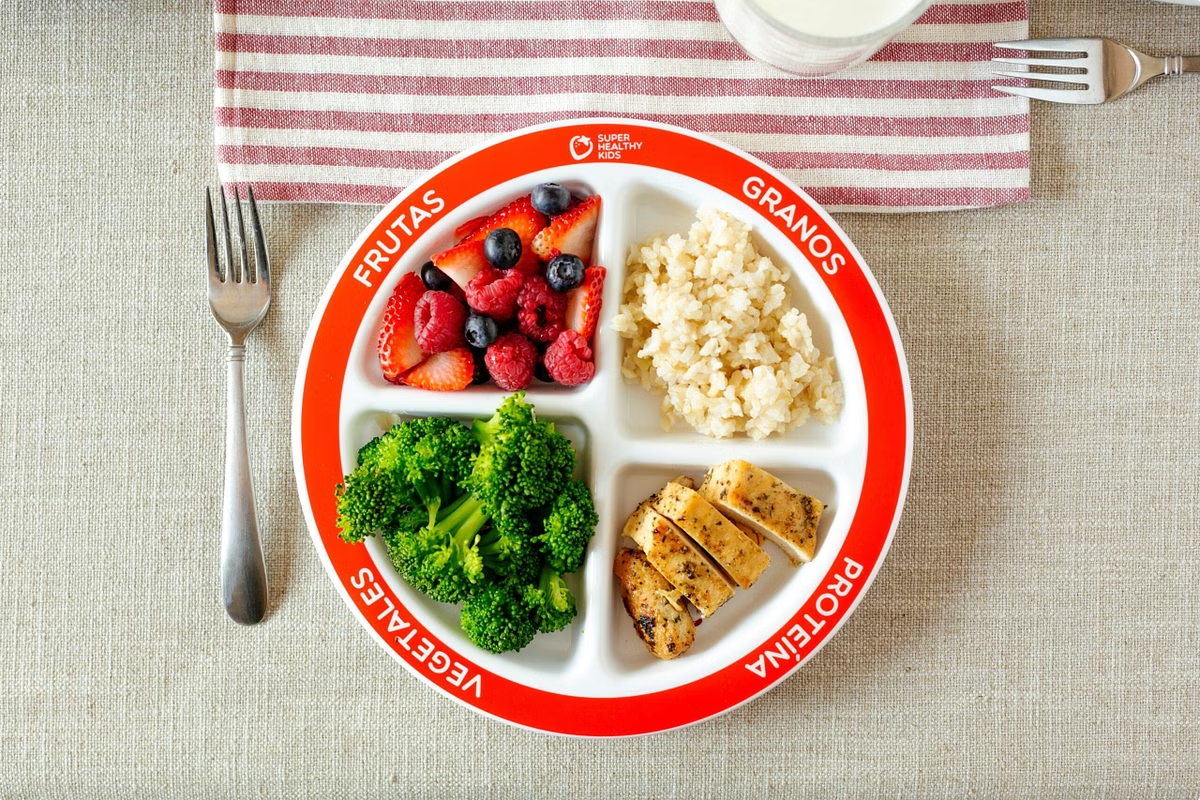 SUPER
HEALTHY
KIDS
FRUTAS
GRANOS
VEGETALES
PROTEÍNA